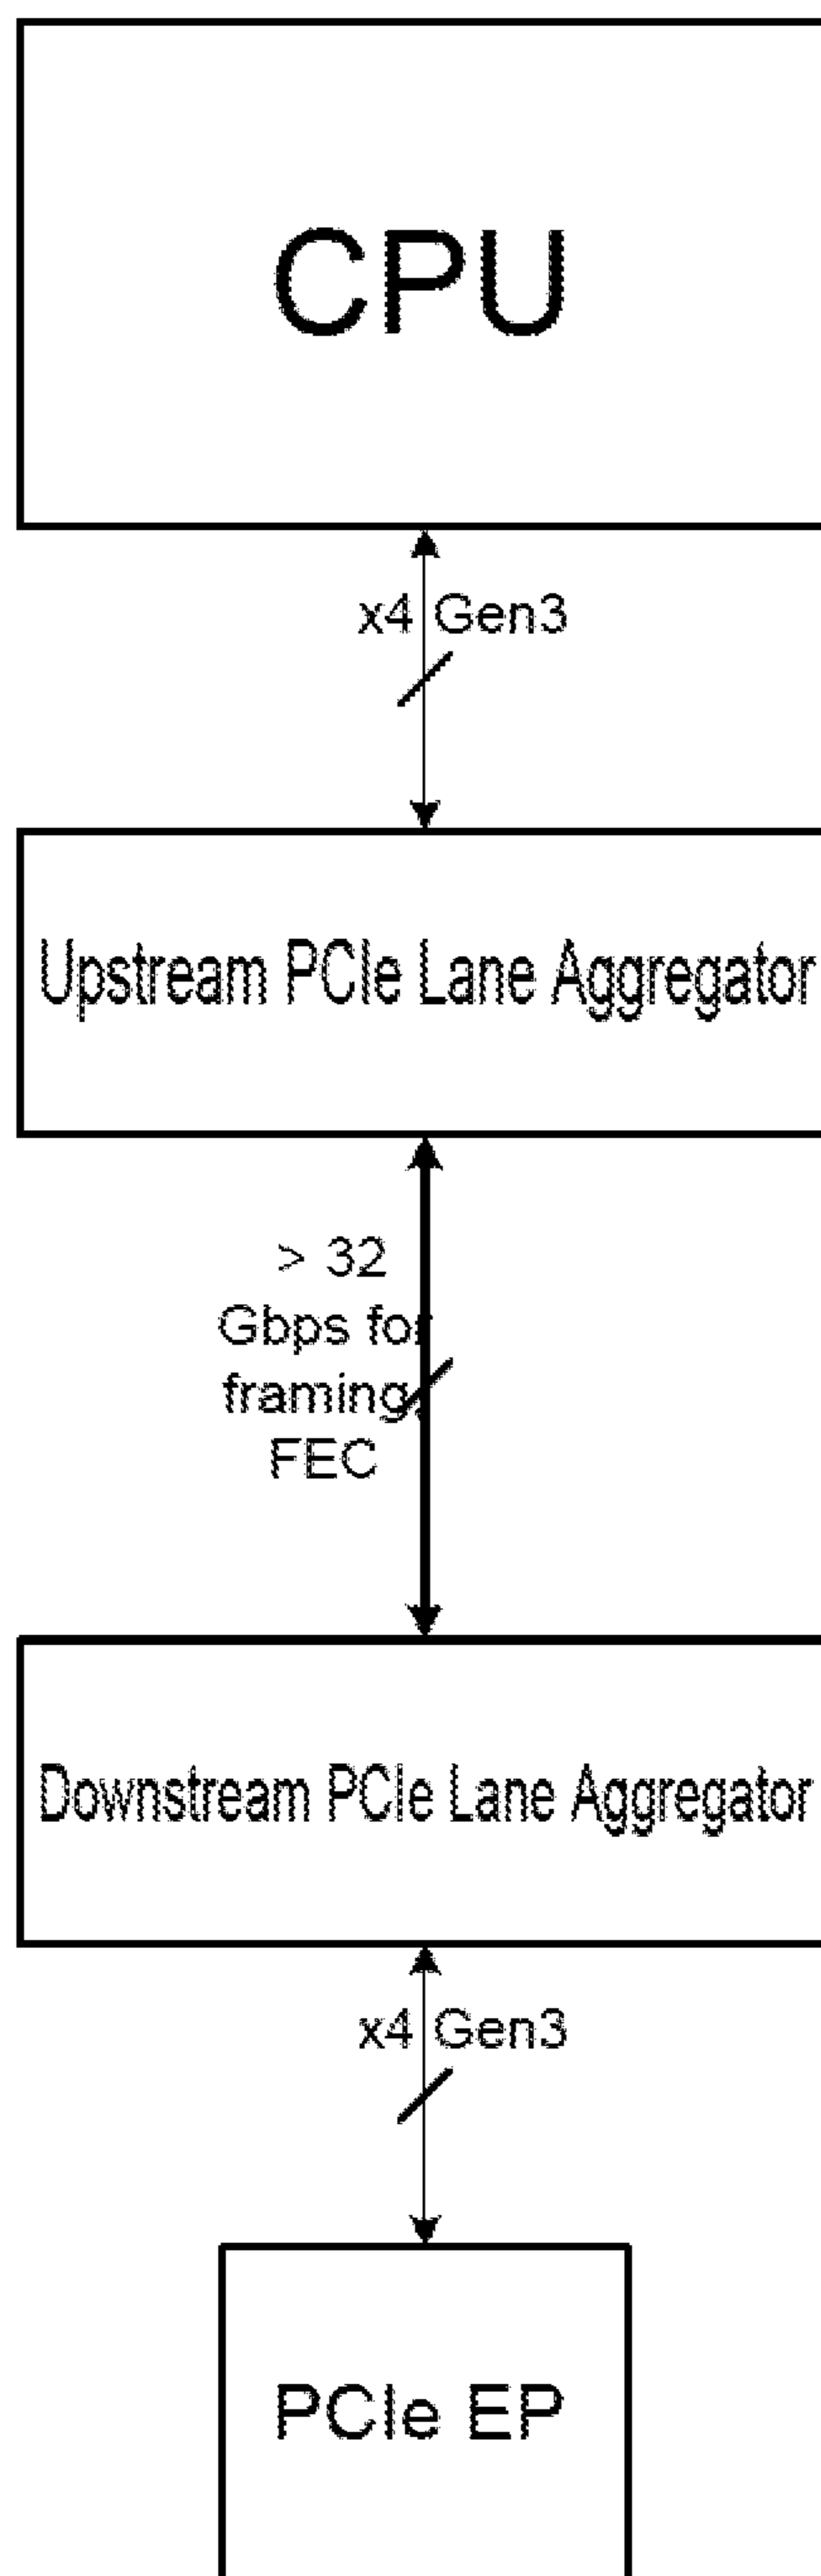 CPU
x4 Gen3
Upstream PCIe Lane Aggregator
> 32
Gbps for
framing,
FEC
Downstream PCIe Lane Aggregator
x4 Gen3
PCIe EP